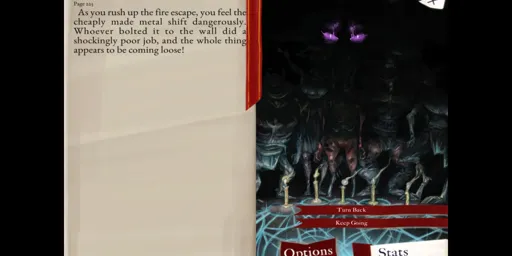 Page 223
As you rush up the fire escape, you feel the
cheaply made metal shift dangerously.
Whoever bolted it to the wall did a
shockingly poor job, and the whole thing
appears to be coming loose!
Turn Back
Keep Going
Options
Stats